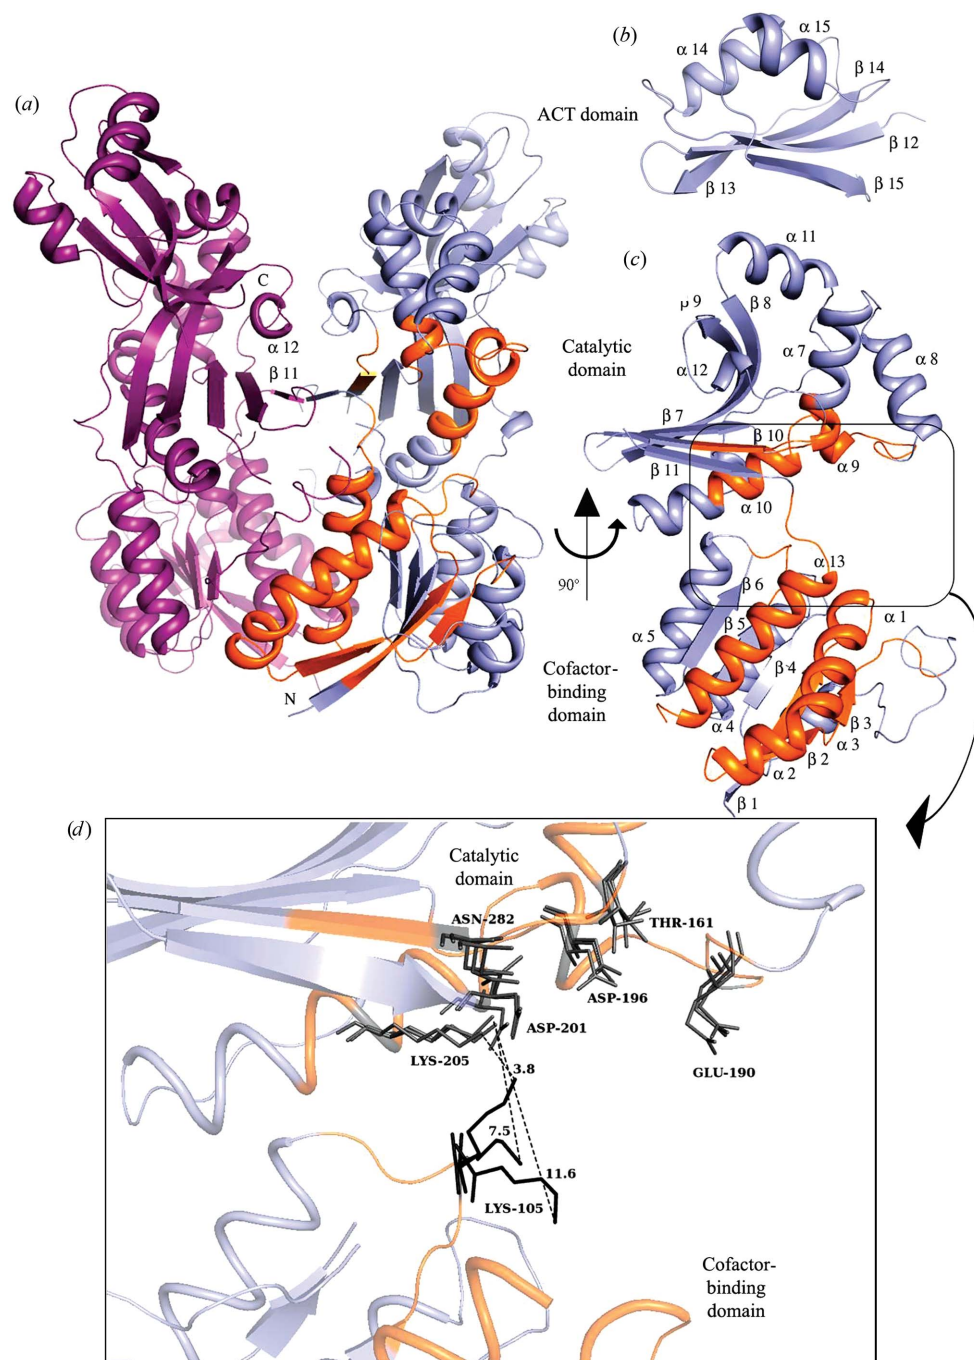 (a)
C
α 12
β 11
N
(b)
α 14
α 15
β 14
ACT domain
β 12
β 13
β 15
(c)
α 11
β 8
α 7
α 8
Catalytic
domain
α 12
β 7
β 10
α 9
β 11
α 10
90°
α 13
β 6
α 1
β 5
α 5
Cofactor-
binding
domain
β 4
α 4
β 3
α 3
β 2
α 2
β 1
(d)
Catalytic
domain
ASN-282
THR-161
ASP-196
ASP-201
LYS-205
GLU-190
3.8
7.5
11.6
LYS-105
Cofactor-
binding
domain